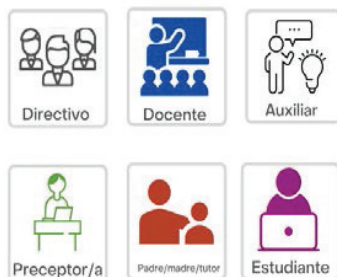 Directivo
Docente
Auxiliar
Preceptor/a
Padre/madre/tutor
Estudiante